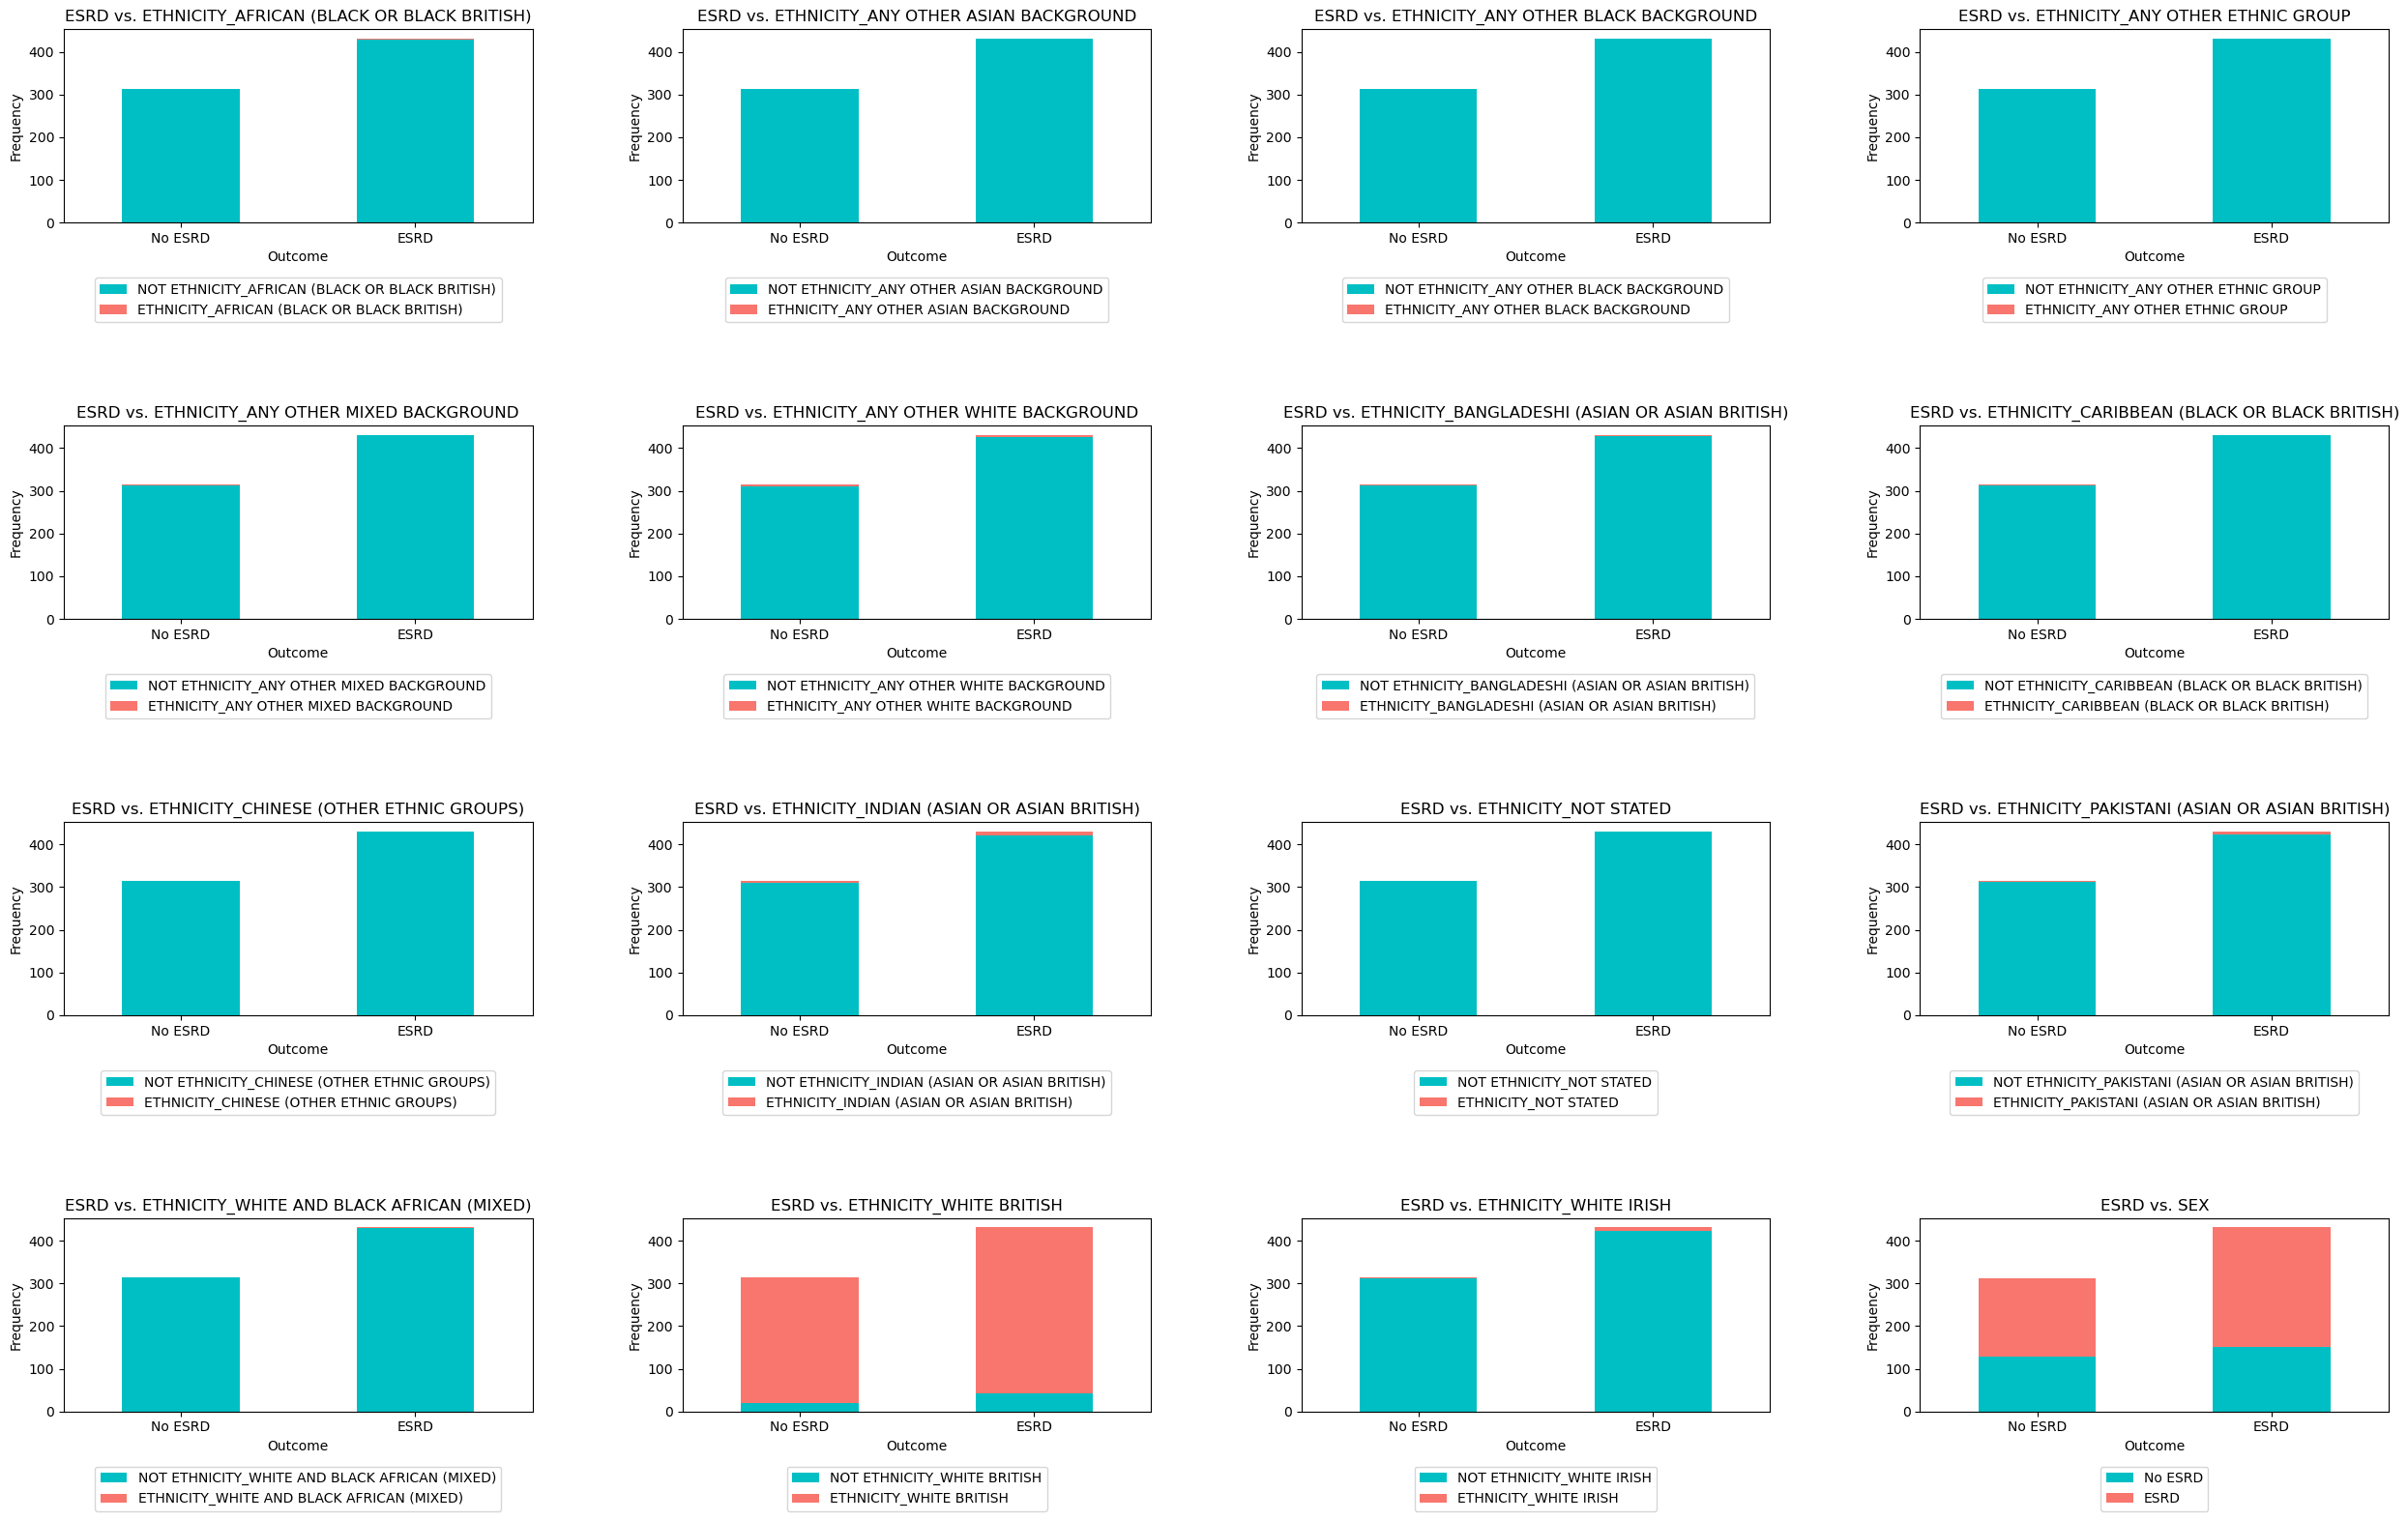 ESRD vs. ETHNICITY_AFRICAN (BLACK OR BLACK BRITISH)
400
300
200
100
0
Frequency
No ESRD
ESRD
Outcome
NOT ETHNICITY_AFRICAN (BLACK OR BLACK BRITISH)
ETHNICITY_AFRICAN (BLACK OR BLACK BRITISH)
ESRD vs. ETHNICITY_ANY OTHER ASIAN BACKGROUND
400
300
200
100
0
Frequency
No ESRD
ESRD
Outcome
NOT ETHNICITY_ANY OTHER ASIAN BACKGROUND
ETHNICITY_ANY OTHER ASIAN BACKGROUND
ESRD vs. ETHNICITY_ANY OTHER BLACK BACKGROUND
400
300
200
100
0
Frequency
No ESRD
ESRD
Outcome
NOT ETHNICITY_ANY OTHER BLACK BACKGROUND
ETHNICITY_ANY OTHER BLACK BACKGROUND
ESRD vs. ETHNICITY_ANY OTHER ETHNIC GROUP
400
300
200
100
0
Frequency
No ESRD
ESRD
Outcome
NOT ETHNICITY_ANY OTHER ETHNIC GROUP
ETHNICITY_ANY OTHER ETHNIC GROUP
ESRD vs. ETHNICITY_ANY OTHER MIXED BACKGROUND
400
300
200
100
0
Frequency
No ESRD
ESRD
Outcome
NOT ETHNICITY_ANY OTHER MIXED BACKGROUND
ETHNICITY_ANY OTHER MIXED BACKGROUND
ESRD vs. ETHNICITY_ANY OTHER WHITE BACKGROUND
400
300
200
100
0
Frequency
No ESRD
ESRD
Outcome
NOT ETHNICITY_ANY OTHER WHITE BACKGROUND
ETHNICITY_ANY OTHER WHITE BACKGROUND
ESRD vs. ETHNICITY_BANGLADESHI (ASIAN OR ASIAN BRITISH)
400
300
200
100
0
Frequency
No ESRD
ESRD
Outcome
NOT ETHNICITY_BANGLADESHI (ASIAN OR ASIAN BRITISH)
ETHNICITY_BANGLADESHI (ASIAN OR ASIAN BRITISH)
ESRD vs. ETHNICITY_CARIBBEAN (BLACK OR BLACK BRITISH)
400
300
200
100
0
Frequency
No ESRD
ESRD
Outcome
NOT ETHNICITY_CARIBBEAN (BLACK OR BLACK BRITISH)
ETHNICITY_CARIBBEAN (BLACK OR BLACK BRITISH)
ESRD vs. ETHNICITY_CHINESE (OTHER ETHNIC GROUPS)
400
300
200
100
0
Frequency
No ESRD
ESRD
Outcome
NOT ETHNICITY_CHINESE (OTHER ETHNIC GROUPS)
ETHNICITY_CHINESE (OTHER ETHNIC GROUPS)
ESRD vs. ETHNICITY_INDIAN (ASIAN OR ASIAN BRITISH)
400
300
200
100
0
Frequency
No ESRD
ESRD
Outcome
NOT ETHNICITY_INDIAN (ASIAN OR ASIAN BRITISH)
ETHNICITY_INDIAN (ASIAN OR ASIAN BRITISH)
ESRD vs. ETHNICITY_NOT STATED
400
300
200
100
0
Frequency
No ESRD
ESRD
Outcome
NOT ETHNICITY_NOT STATED
ETHNICITY_NOT STATED
ESRD vs. ETHNICITY_PAKISTANI (ASIAN OR ASIAN BRITISH)
400
300
200
100
0
Frequency
No ESRD
ESRD
Outcome
NOT ETHNICITY_PAKISTANI (ASIAN OR ASIAN BRITISH)
ETHNICITY_PAKISTANI (ASIAN OR ASIAN BRITISH)
ESRD vs. ETHNICITY_WHITE AND BLACK AFRICAN (MIXED)
400
300
200
100
0
Frequency
No ESRD
ESRD
Outcome
NOT ETHNICITY_WHITE AND BLACK AFRICAN (MIXED)
ETHNICITY_WHITE AND BLACK AFRICAN (MIXED)
ESRD vs. ETHNICITY_WHITE BRITISH
400
300
200
100
0
Frequency
No ESRD
ESRD
Outcome
NOT ETHNICITY_WHITE BRITISH
ETHNICITY_WHITE BRITISH
ESRD vs. ETHNICITY_WHITE IRISH
400
300
200
100
0
Frequency
No ESRD
ESRD
Outcome
NOT ETHNICITY_WHITE IRISH
ETHNICITY_WHITE IRISH
ESRD vs. SEX
400
300
200
100
0
Frequency
No ESRD
ESRD
Outcome
No ESRD
ESRD